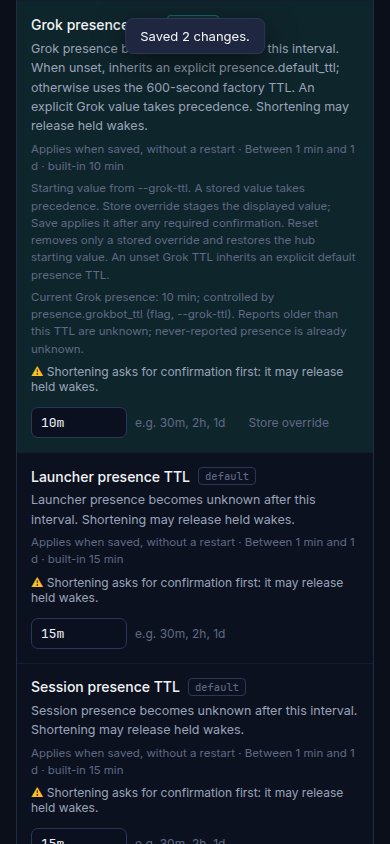 Grok presence
Saved 2 changes.
Grok presence b this interval.
When unset, inherits an explicit presence.default_ttl;
otherwise uses the 600-second factory TTL. An
explicit Grok value takes precedence. Shortening may
release held wakes.
Applies when saved, without a restart · Between 1 min and 1
d · built-in 10 min
Starting value from --grok-ttl. A stored value takes
precedence. Store override stages the displayed value;
Save applies it after any required confirmation. Reset
removes only a stored override and restores the hub
starting value. An unset Grok TTL inherits an explicit default
presence TTL.
Current Grok presence: 10 min; controlled by
presence.grokbot_ttl (flag, --grok-ttl). Reports older than
this TTL are unknown; never-reported presence is already
unknown.
⚠ Shortening asks for confirmation first: it may release
held wakes.
10m e.g. 30m, 2h, 1d Store override
Launcher presence TTL default
Launcher presence becomes unknown after this
interval. Shortening may release held wakes.
Applies when saved, without a restart · Between 1 min and 1
d · built-in 15 min
⚠ Shortening asks for confirmation first: it may release
held wakes.
15m e.g. 30m, 2h, 1d
Session presence TTL default
Session presence becomes unknown after this interval.
Shortening may release held wakes.
Applies when saved, without a restart · Between 1 min and 1
d · built-in 15 min
⚠ Shortening asks for confirmation first: it may release
held wakes.
15m e.g. 30m, 2h, 1d